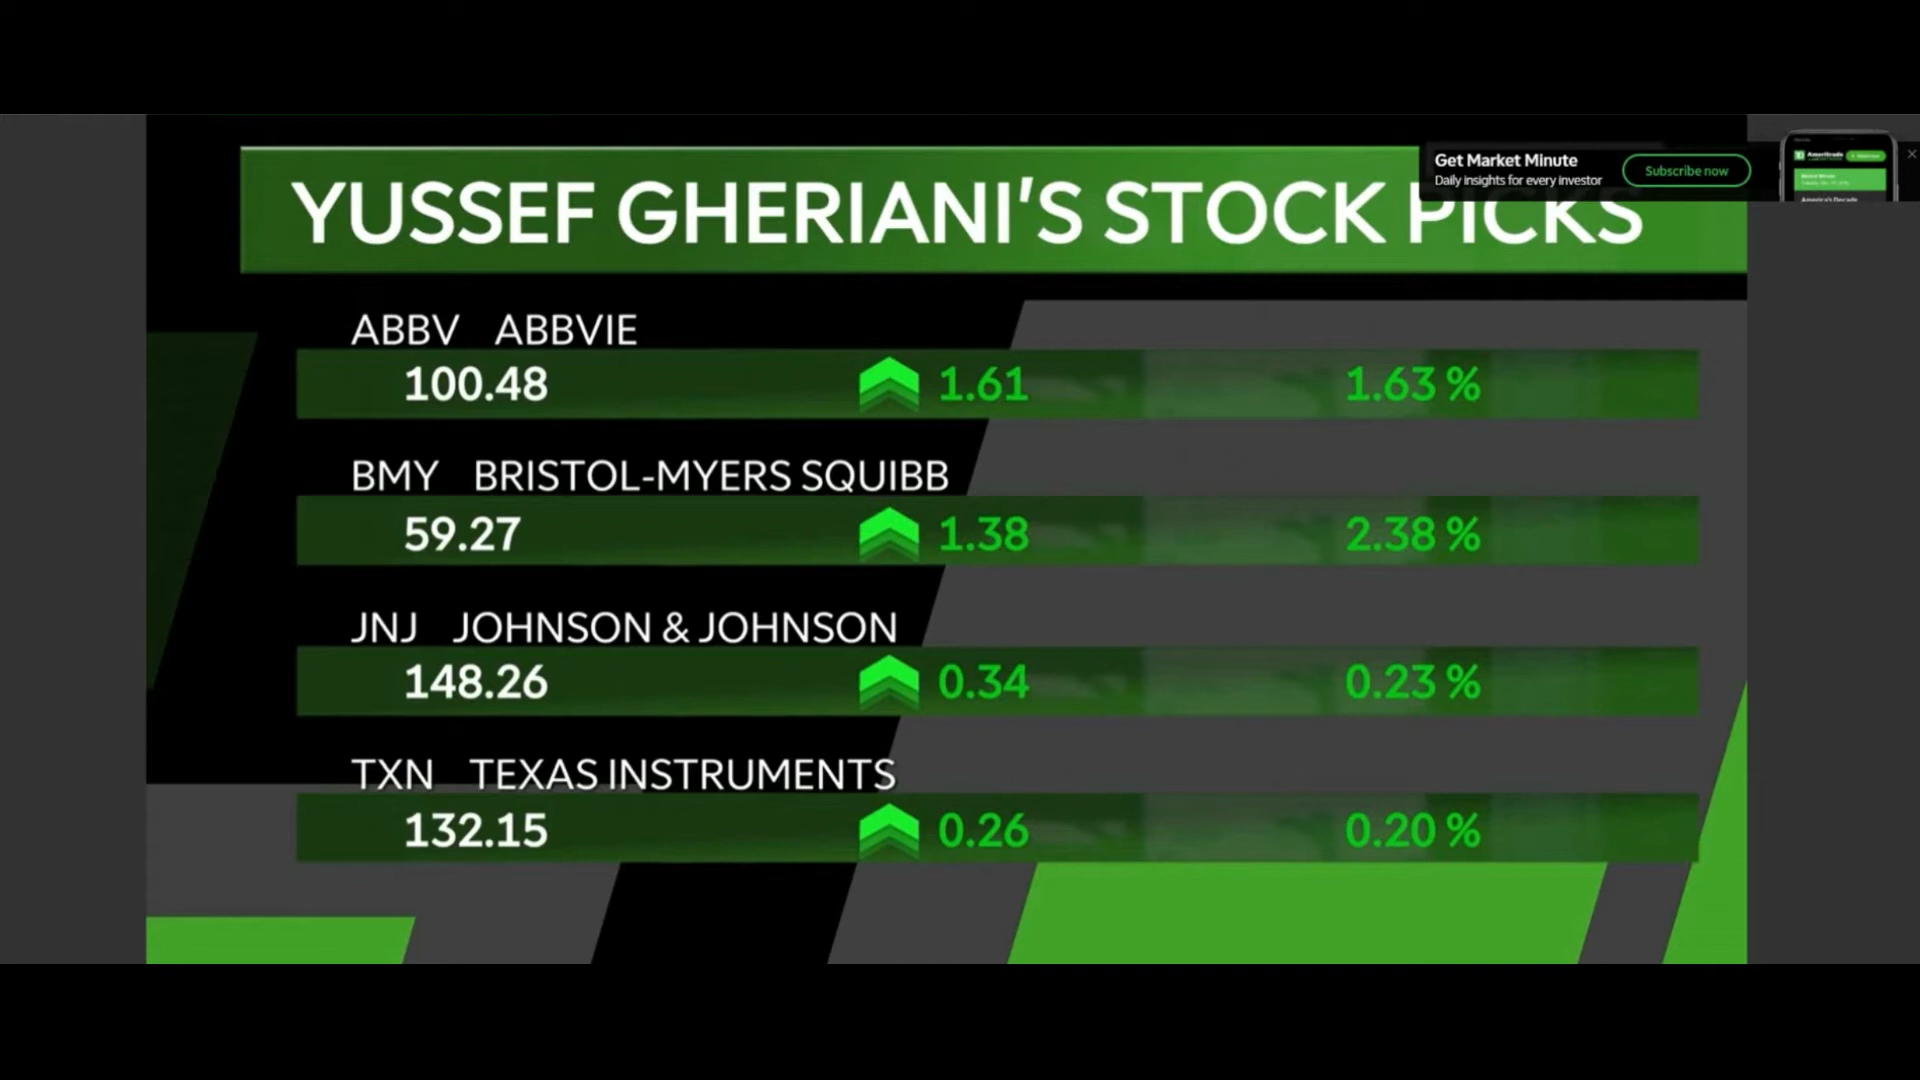 YUSSEF GHERIANI'S STOCK PICKS
Get Market Minute
Daily insights for every investor
Subscribe now
Ameritrade
ABBV ABBVIE
100.48 1.61 1.63 %
BMY BRISTOL-MYERS SQUIBB
59.27 1.38 2.38 %
JNJ JOHNSON & JOHNSON
148.26 0.34 0.23 %
TXN TEXAS INSTRUMENTS
132.15 0.26 0.20 %